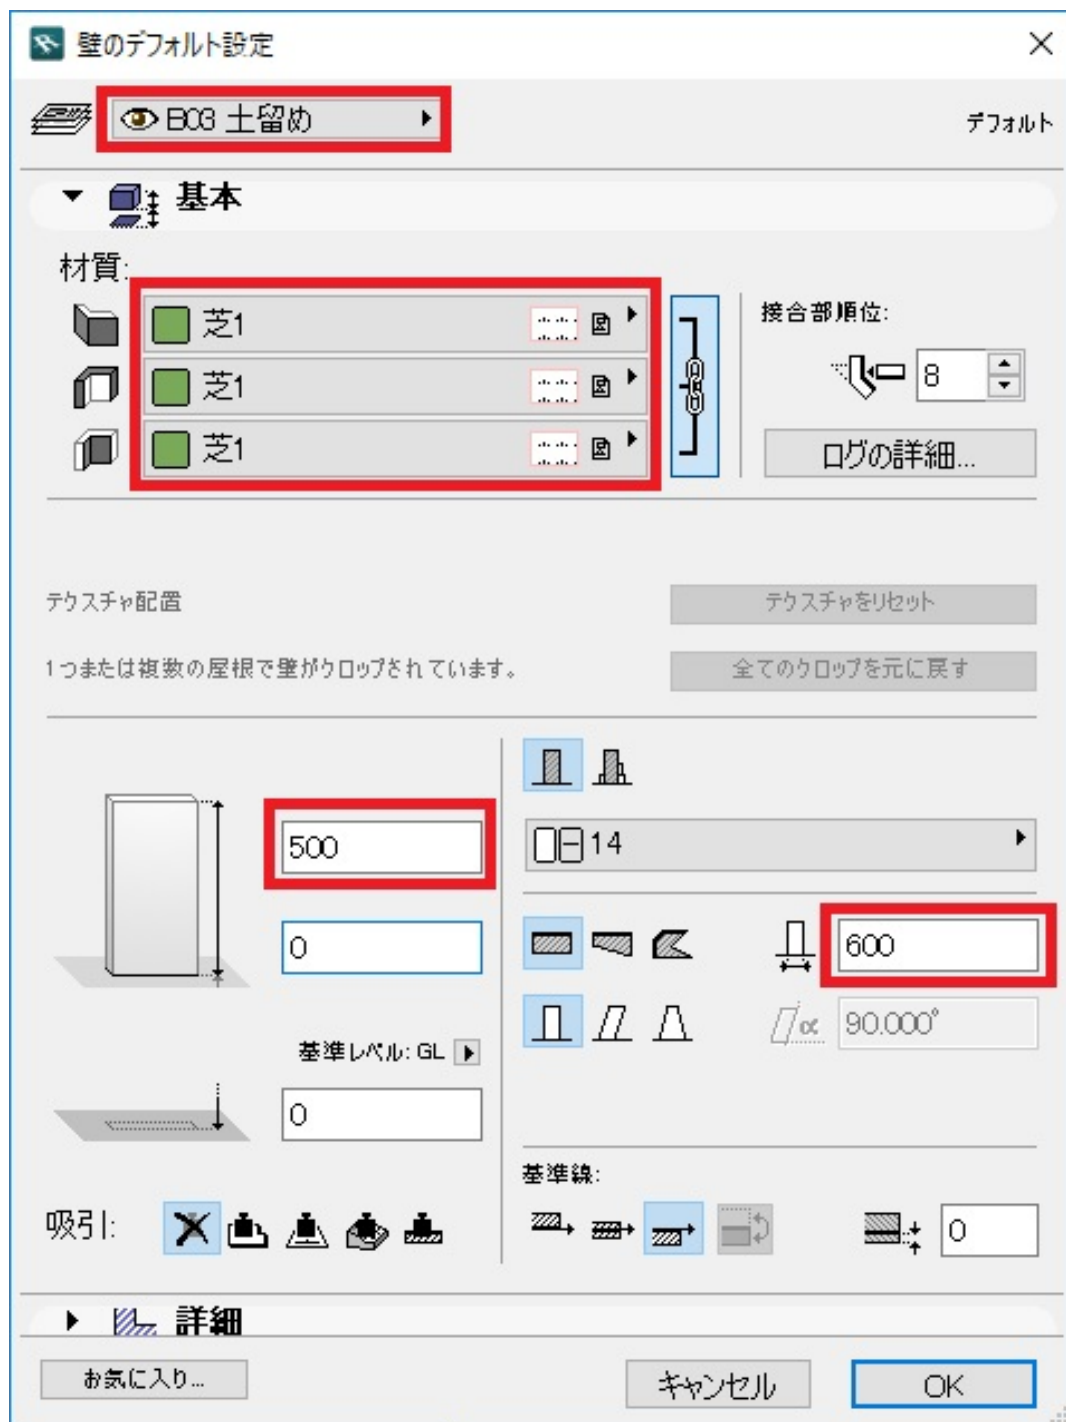 壁のデフォルト設定
B03 土留め
デフォルト
基本
材質:
芝1
芝1
芝1
接合部順位:
8
ログの詳細...
テクスチャ配置
テクスチャをリセット
1つまたは複数の屋根で壁がクロップされています。
全てのクロップを元に戻す
500
14
0
600
90.000°
α
基準レベル: GL
0
基準線:
吸引:
0
詳細
お気に入り...
キャンセル
OK